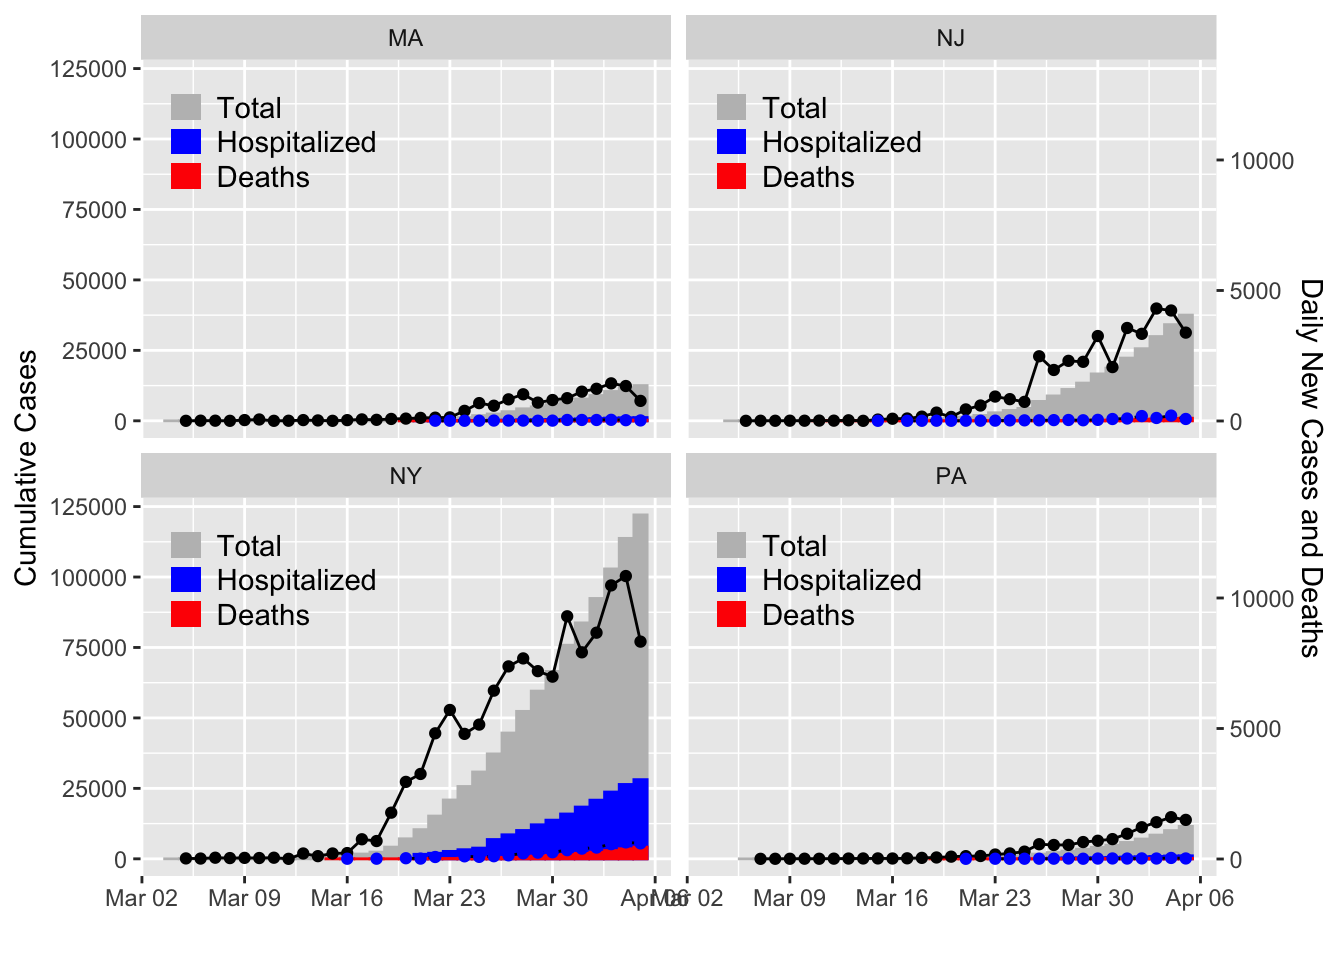 MA
NJ
125000
100000
75000
50000
25000
0
Total
Hospitalized
Deaths
Total
Hospitalized
Deaths
10000
5000
0
Cumulative Cases
Daily New Cases and Deaths
NY
PA
125000
100000
75000
50000
25000
0
Total
Hospitalized
Deaths
Total
Hospitalized
Deaths
10000
5000
0
Mar 02 Mar 09 Mar 16 Mar 23 Mar 30 Apr 06
Mar 02 Mar 09 Mar 16 Mar 23 Mar 30 Apr 06